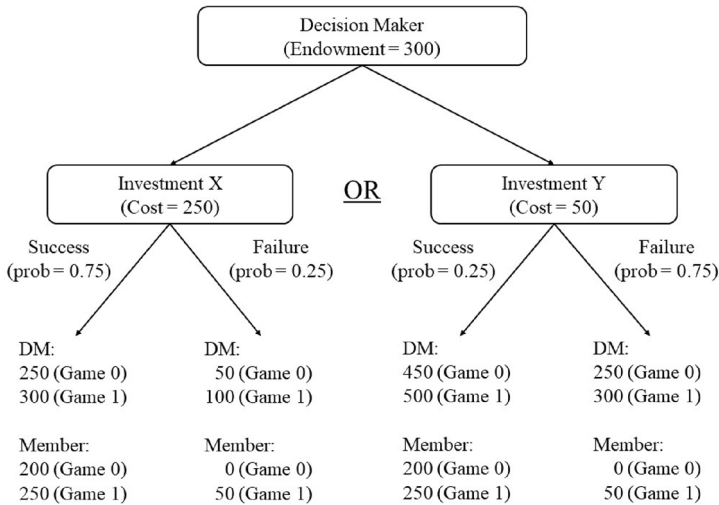 Decision Maker
(Endowment = 300)
Investment X
(Cost = 250)
OR
Investment Y
(Cost = 50)
Success
(prob = 0.75)
Failure
(prob = 0.25)
Success
(prob = 0.25)
Failure
(prob = 0.75)
DM:
250 (Game 0)
300 (Game 1)
DM:
50 (Game 0)
100 (Game 1)
DM:
450 (Game 0)
500 (Game 1)
DM:
250 (Game 0)
300 (Game 1)
Member:
200 (Game 0)
250 (Game 1)
Member:
0 (Game 0)
50 (Game 1)
Member:
200 (Game 0)
250 (Game 1)
Member:
0 (Game 0)
50 (Game 1)